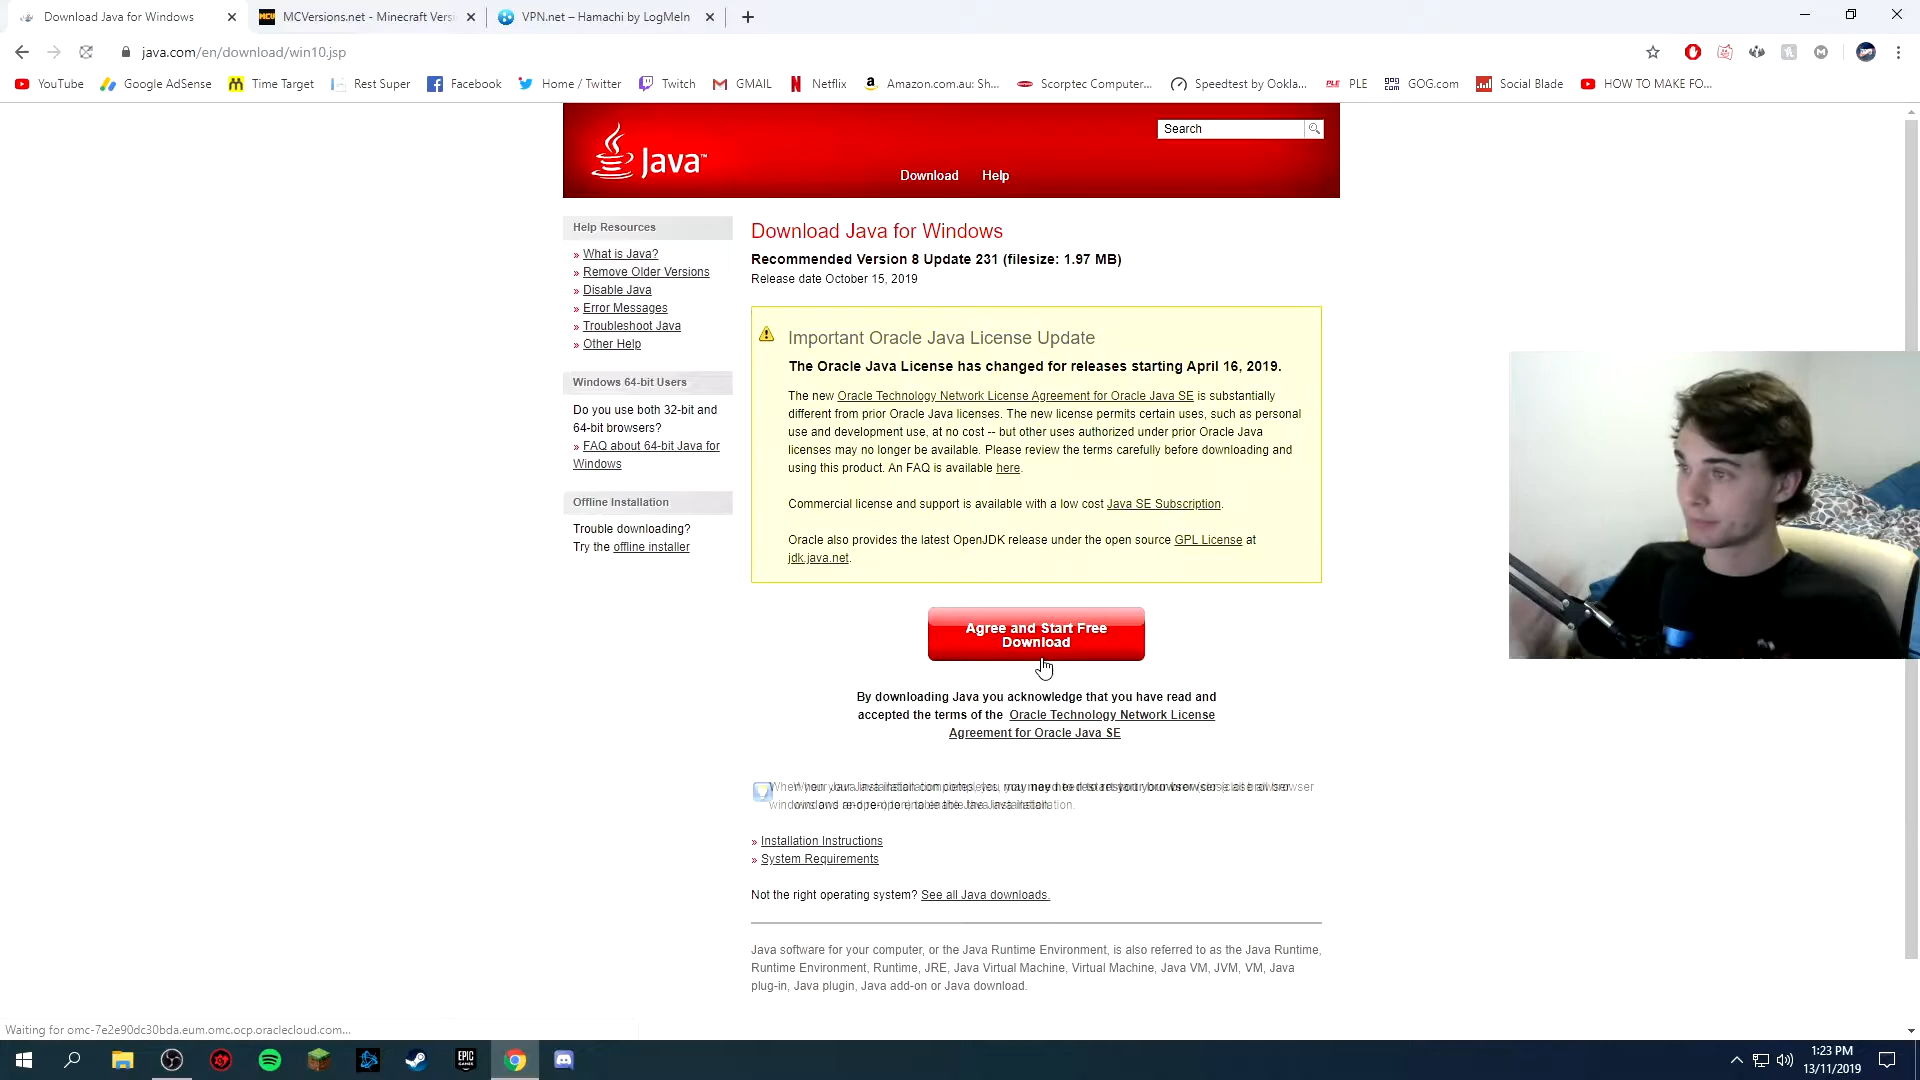 Download Java for Windows
MCVersions.net - Minecraft Versi
VPN.net – Hamachi by LogMeIn
java.com/en/download/win10.jsp
YouTube
Google AdSense
Time Target
Rest Super
Facebook
Home / Twitter
Twitch
GMAIL
Netflix
Amazon.com.au: Sh...
Scorptec Computer...
Speedtest by Ookla...
PLE
GOG.com
Social Blade
HOW TO MAKE FO...
Java™
Search
Download
Help
Help Resources
» What is Java?
» Remove Older Versions
» Disable Java
» Error Messages
» Troubleshoot Java
» Other Help
Windows 64-bit Users
Do you use both 32-bit and
64-bit browsers?
» FAQ about 64-bit Java for
Windows
Offline Installation
Trouble downloading?
Try the offline installer
Download Java for Windows
Recommended Version 8 Update 231 (filesize: 1.97 MB)
Release date October 15, 2019
Important Oracle Java License Update
The Oracle Java License has changed for releases starting April 16, 2019.
The new Oracle Technology Network License Agreement for Oracle Java SE is substantially
different from prior Oracle Java licenses. The new license permits certain uses, such as personal
use and development use, at no cost -- but other uses authorized under prior Oracle Java
licenses may no longer be available. Please review the terms carefully before downloading and
using this product. An FAQ is available here.
Commercial license and support is available with a low cost Java SE Subscription.
Oracle also provides the latest OpenJDK release under the open source GPL License at
jdk.java.net.
Agree and Start Free
Download
By downloading Java you acknowledge that you have read and
accepted the terms of the Oracle Technology Network License
Agreement for Oracle Java SE
» Installation Instructions
» System Requirements
Not the right operating system? See all Java downloads.
Java software for your computer, or the Java Runtime Environment, is also referred to as the Java Runtime,
Runtime Environment, Runtime, JRE, Java Virtual Machine, Virtual Machine, Java VM, JVM, VM, Java
plug-in, Java plugin, Java add-on or Java download.
Waiting for omc-7e2e90dc30bda.eum.omc.ocp.oraclecloud.com...
EPIC
GAMES
1:23 PM
13/11/2019